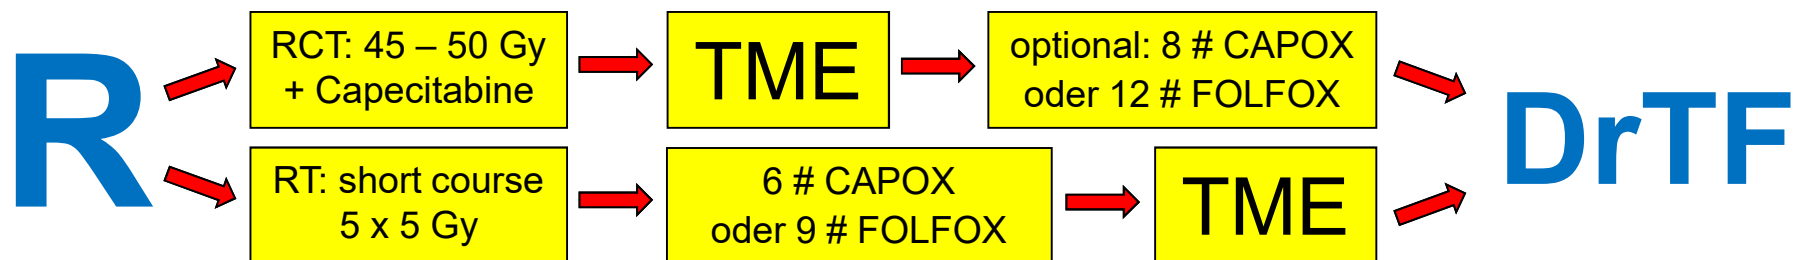 R
RCT: 45 – 50 Gy
+ Capecitabine
TME
optional: 8 # CAPOX
oder 12 # FOLFOX
RT: short course
5 x 5 Gy
6 # CAPOX
oder 9 # FOLFOX
TME
DrTF